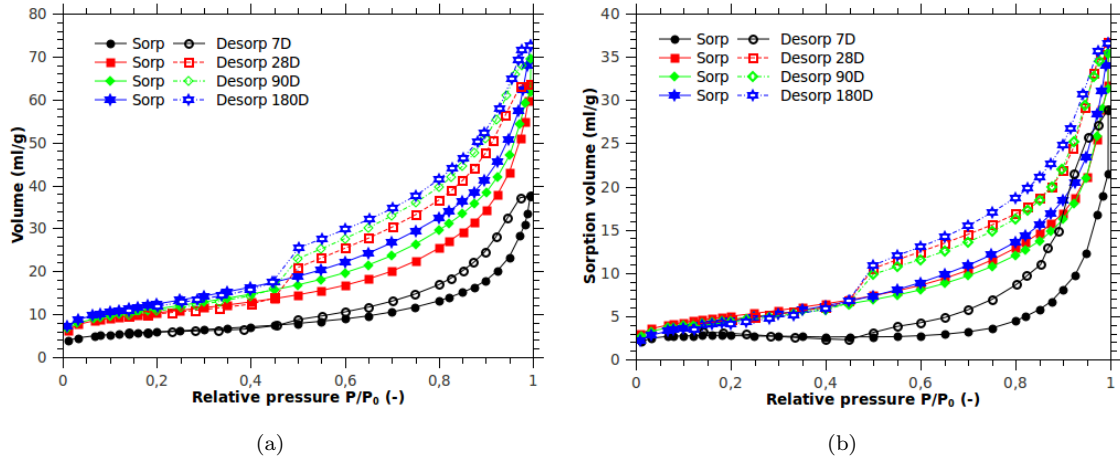 80
70
60
50
40
30
20
10
0
Volume (ml/g)
Sorp Desorp 7D
Sorp Desorp 28D
Sorp Desorp 90D
Sorp Desorp 180D
0 0,2 0,4 0,6 0,8 1
Relative pressure P/P₀ (-)
(a)
40
35
30
25
20
15
10
5
0
Sorption volume (ml/g)
Sorp Desorp 7D
Sorp Desorp 28D
Sorp Desorp 90D
Sorp Desorp 180D
0 0,2 0,4 0,6 0,8 1
Relative pressure P/P₀ (-)
(b)